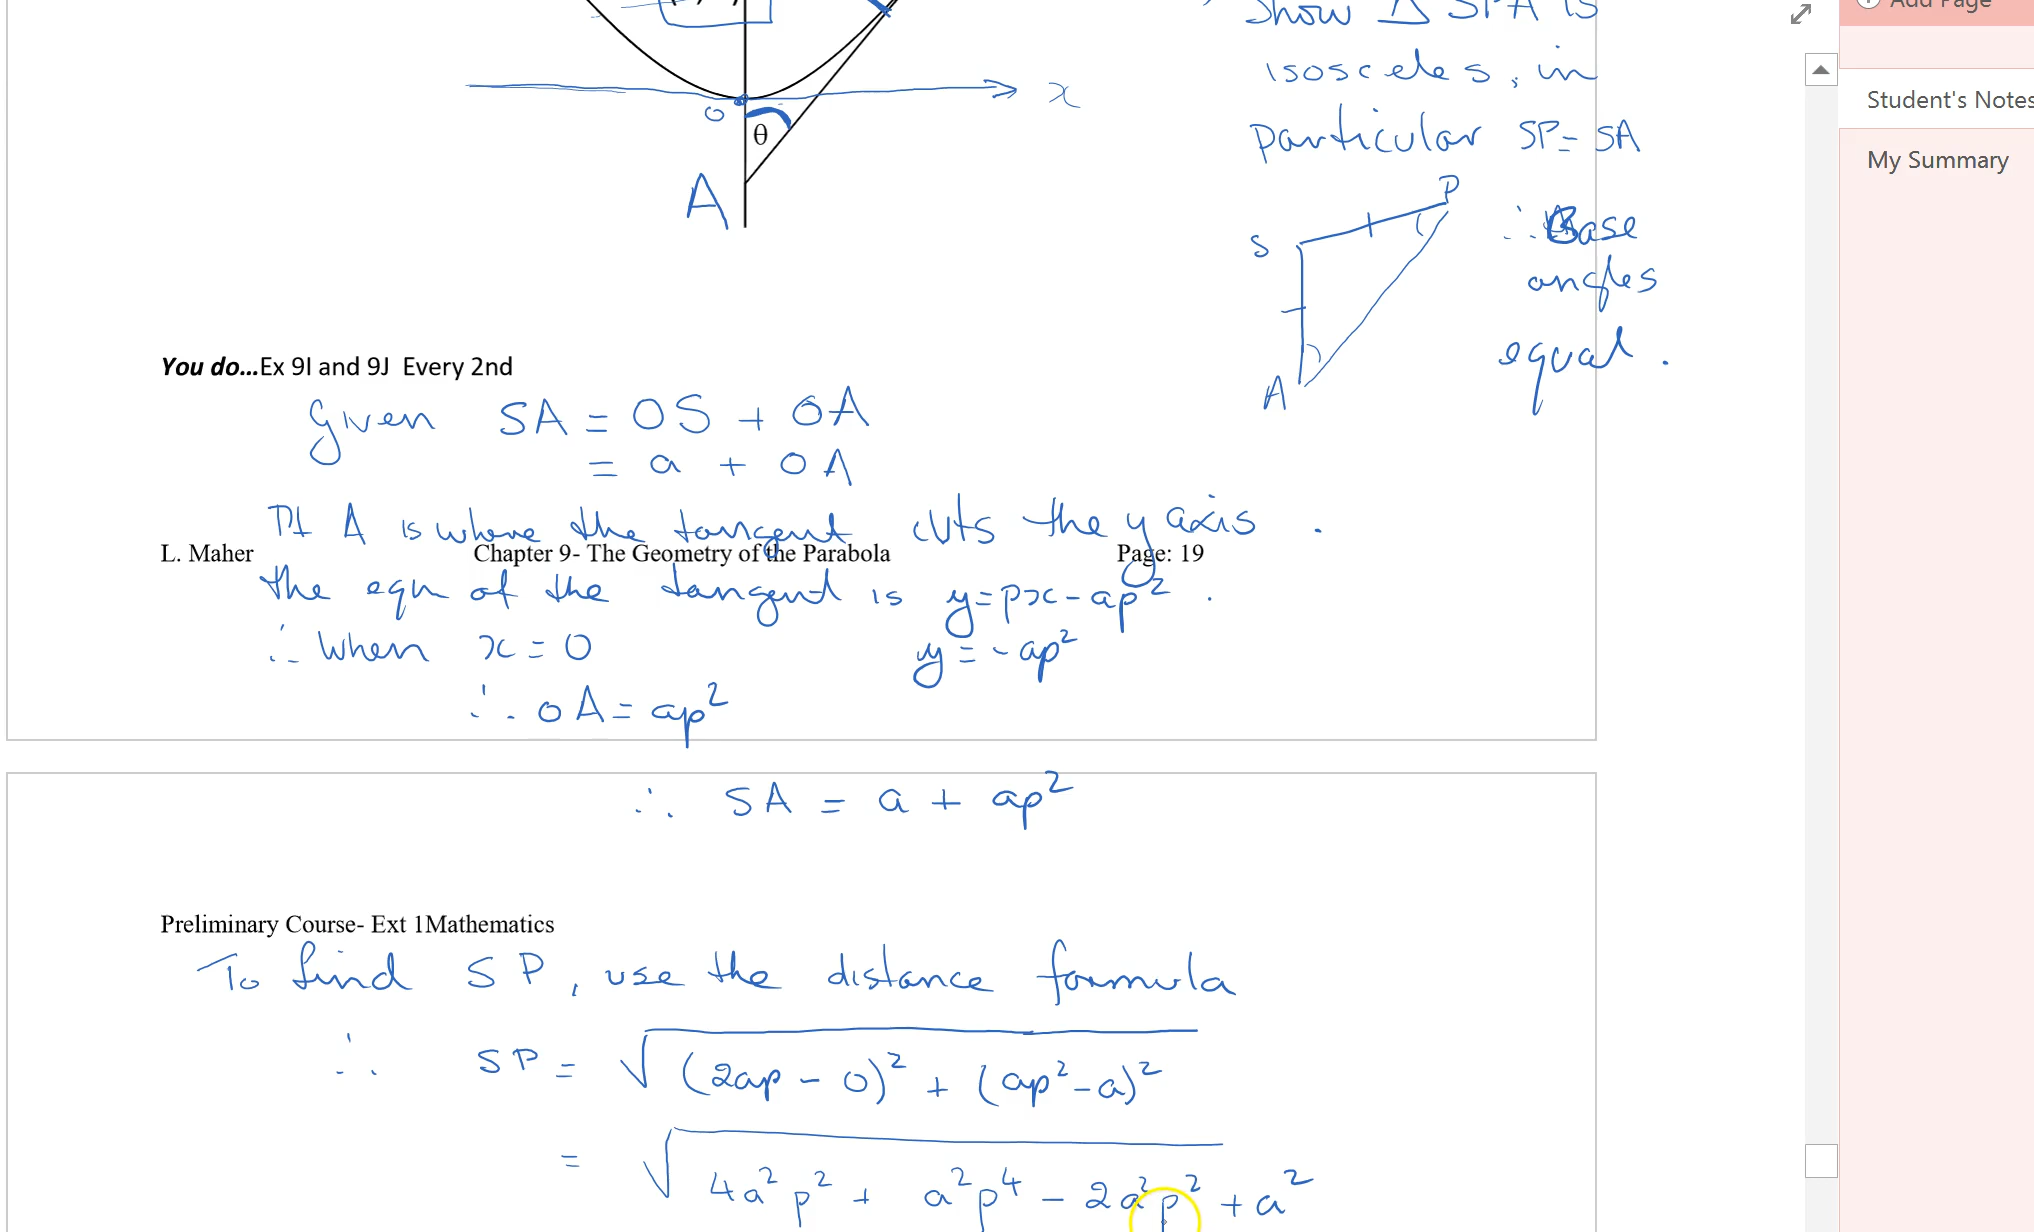 Show Δ SPA is
isosceles, in
particular SP = SA
x
O
θ
A
P
S
A
∴ Base
angles
equal.
You do...Ex 9I and 9J Every 2nd
Given SA = OS + OA
= a + OA
Pt A is where the tangent cuts the y axis.
L. Maher Chapter 9- The Geometry of the Parabola Page: 19
the eqn of the tangent is y = px - ap².
∴ When x = 0 y = -ap²
∴ OA = ap²
∴ SA = a + ap²
Preliminary Course- Ext 1Mathematics
To find SP, use the distance formula
∴ SP = √(2ap - 0)² + (ap² - a)²
= √4a²p² + a²p⁴ - 2a²p² + a²
Add Page
Student's Notes
My Summary